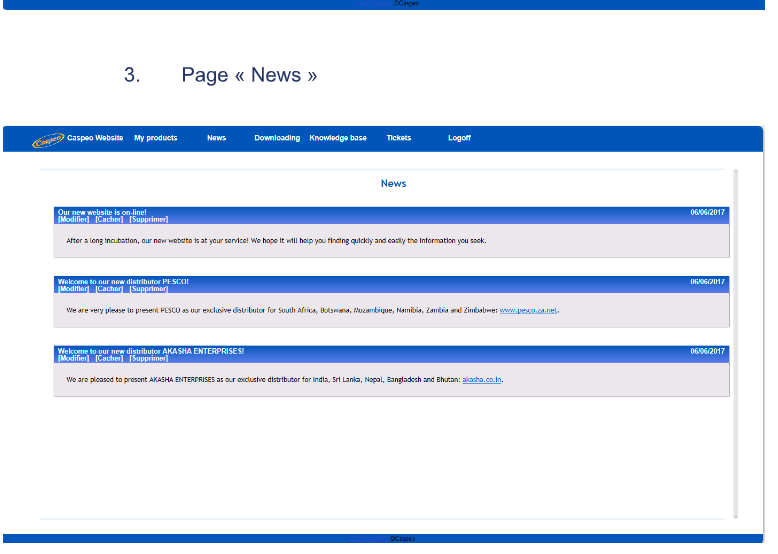 ©Caspeo
3. Page « News »
Caspeo Caspeo Website My products News Downloading Knowledge base Tickets Logoff
News
Our new website is on-line! 06/06/2017
[Modifier] [Cacher] [Supprimer]
After a long incubation, our new website is at your service! We hope it will help you finding quickly and easily the information you seek.
Welcome to our new distributor PESCO! 06/06/2017
[Modifier] [Cacher] [Supprimer]
We are very please to present PESCO as our exclusive distributor for South Africa, Botswana, Mozambique, Namibia, Zambia and Zimbabwe: www.pesco.za.net.
Welcome to our new distributor AKASHA ENTERPRISES! 06/06/2017
[Modifier] [Cacher] [Supprimer]
We are pleased to present AKASHA ENTERPRISES as our exclusive distributor for India, Sri Lanka, Nepal, Bangladesh and Bhutan: akasha.co.in.
©Caspeo